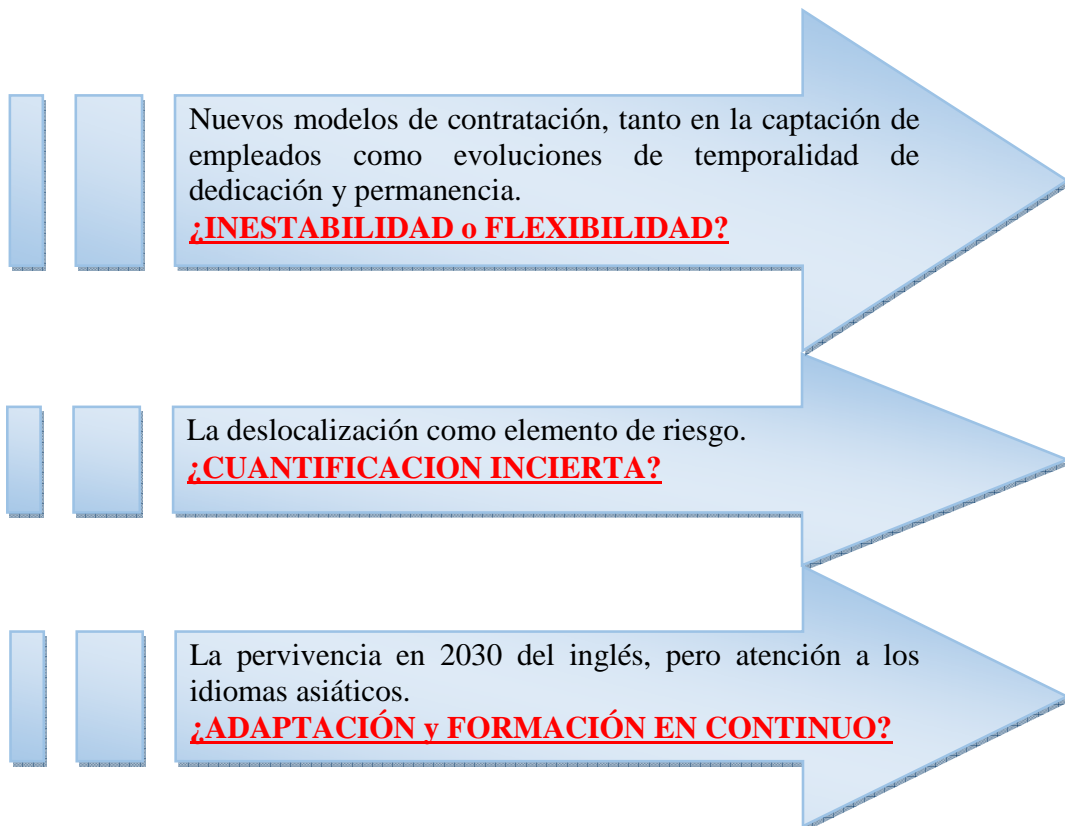 Nuevos modelos de contratación, tanto en la captación de
empleados como evoluciones de temporalidad de
dedicación y permanencia.
¿INESTABILIDAD o FLEXIBILIDAD?
La deslocalización como elemento de riesgo.
¿CUANTIFICACION INCIERTA?
La pervivencia en 2030 del inglés, pero atención a los
idiomas asiáticos.
¿ADAPTACIÓN y FORMACIÓN EN CONTINUO?